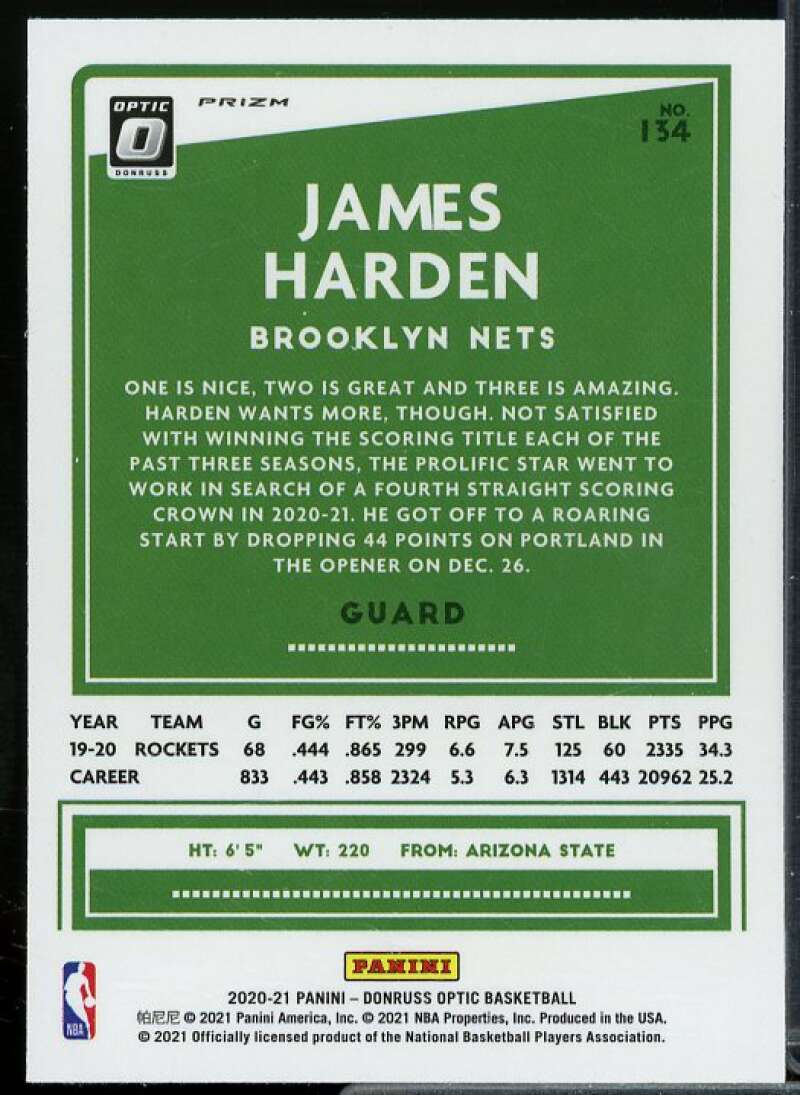 OPTIC
O
DONRUSS
PRIZM
NO.
134
JAMES
HARDEN
BROOKLYN NETS
ONE IS NICE, TWO IS GREAT AND THREE IS AMAZING.
HARDEN WANTS MORE, THOUGH. NOT SATISFIED
WITH WINNING THE SCORING TITLE EACH OF THE
PAST THREE SEASONS, THE PROLIFIC STAR WENT TO
WORK IN SEARCH OF A FOURTH STRAIGHT SCORING
CROWN IN 2020-21. HE GOT OFF TO A ROARING
START BY DROPPING 44 POINTS ON PORTLAND IN
THE OPENER ON DEC. 26.
GUARD
YEAR TEAM G FG% FT% 3PM RPG APG STL BLK PTS PPG
19-20 ROCKETS 68 .444 .865 299 6.6 7.5 125 60 2335 34.3
CAREER 833 .443 .858 2324 5.3 6.3 1314 443 20962 25.2
HT: 6' 5" WT: 220 FROM: ARIZONA STATE
PANINI
NBA
2020-21 PANINI – DONRUSS OPTIC BASKETBALL
帕尼尼 © 2021 Panini America, Inc. © 2021 NBA Properties, Inc. Produced in the USA.
© 2021 Officially licensed product of the National Basketball Players Association.